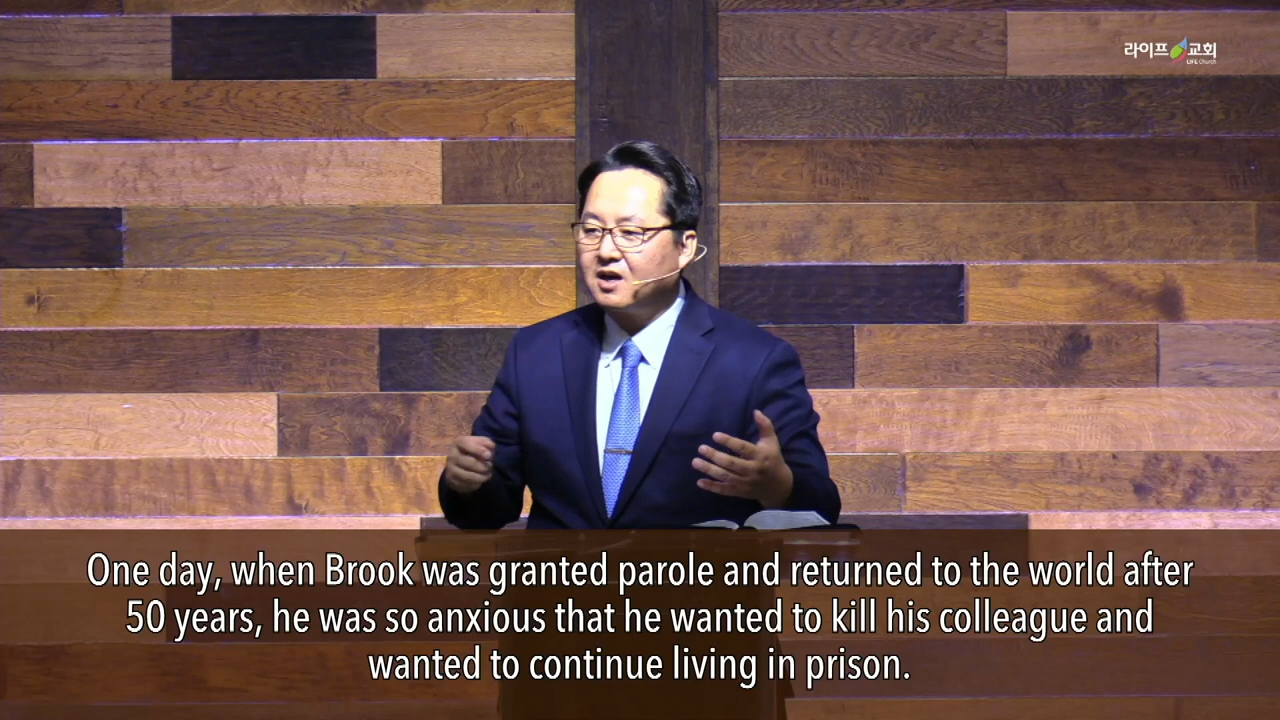 라이프 교회
LIFE Church
One day, when Brook was granted parole and returned to the world after
50 years, he was so anxious that he wanted to kill his colleague and
wanted to continue living in prison.